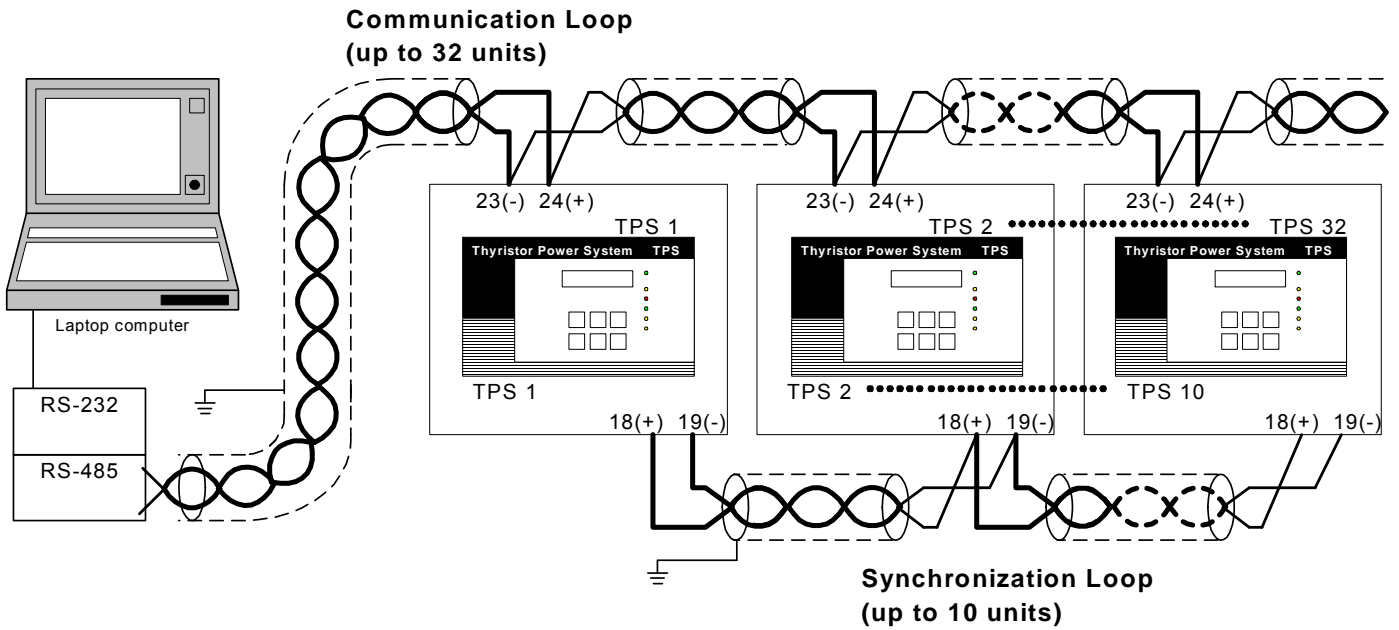 Communication Loop
(up to 32 units)
23(-) 24(+)
23(-) 24(+)
23(-) 24(+)
TPS 1
TPS 2
TPS 32
Thyristor Power System TPS
Thyristor Power System TPS
Thyristor Power System TPS
Laptop computer
TPS 1
TPS 2
TPS 10
RS-232
18(+) 19(-)
18(+) 19(-)
18(+) 19(-)
RS-485
Synchronization Loop
(up to 10 units)